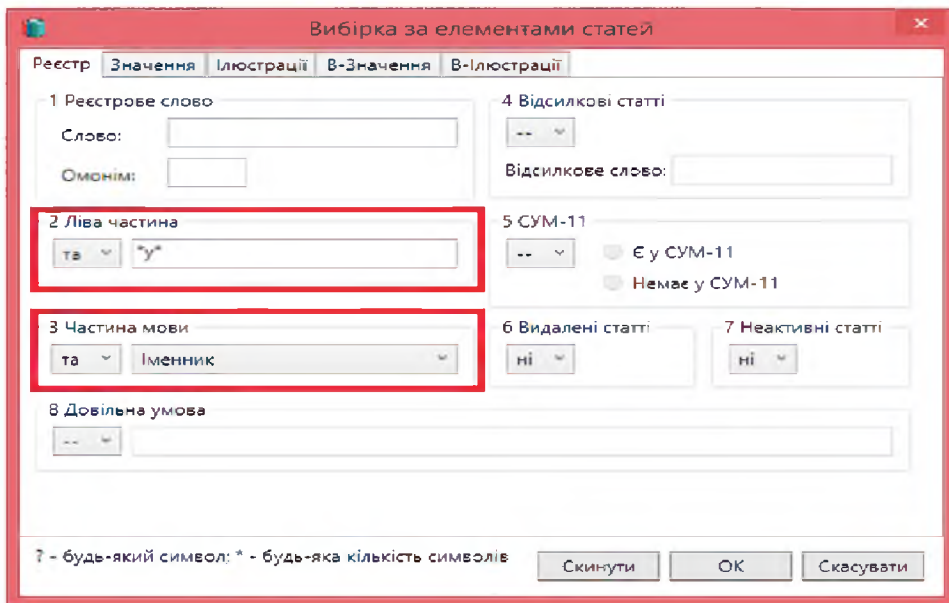 Вибірка за елементами статей
Реєстр Значення Ілюстрації В-Значення В-Ілюстрації
1 Реєстрове слово
Слово:
Омонім:
4 Відсилкові статті
--
Відсилкове слово:
2 Ліва частина
та *у*
5 СУМ-11
--
Є у СУМ-11
Немає у СУМ-11
3 Частина мови
та Іменник
6 Видалені статті
ні
7 Неактивні статті
ні
8 Довільна умова
--
? - будь-який символ; * - будь-яка кількість символів
Скинути OK Скасувати